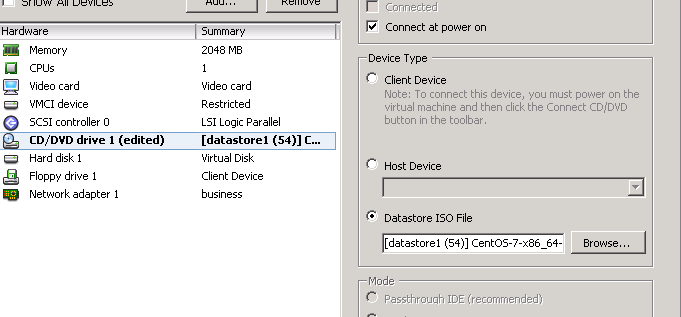 Show All Devices
Add...
Remove
Hardware
Summary
Memory
2048 MB
CPUs
1
Video card
Video card
VMCI device
Restricted
SCSI controller 0
LSI Logic Parallel
CD/DVD drive 1 (edited)
[datastore1 (54)] C...
Hard disk 1
Virtual Disk
Floppy drive 1
Client Device
Network adapter 1
business
Connected
Connect at power on
Device Type
Client Device
Note: To connect this device, you must power on the
virtual machine and then click the Connect CD/DVD
button in the toolbar.
Host Device
Datastore ISO File
[datastore1 (54)] CentOS-7-x86_64-
Browse...
Mode
Passthrough IDE (recommended)